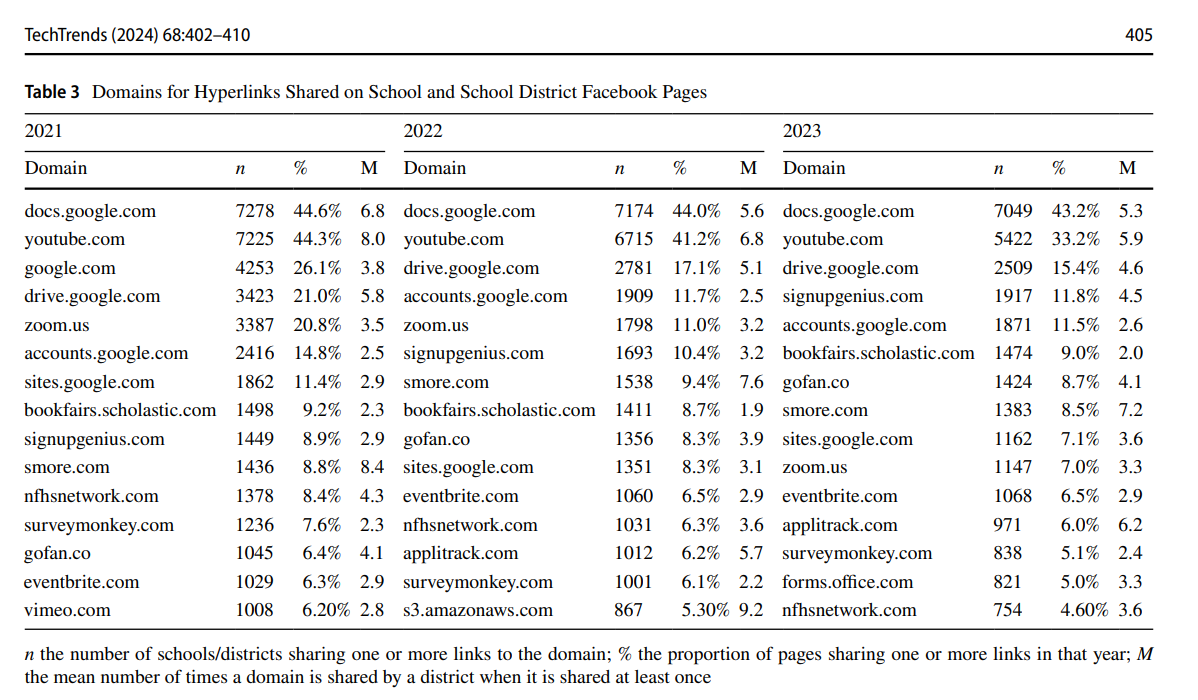 TechTrends (2024) 68:402–410 405
Table 3 Domains for Hyperlinks Shared on School and School District Facebook Pages
2021 2022 2023
Domain n % M Domain n % M Domain n % M
docs.google.com 7278 44.6% 6.8 docs.google.com 7174 44.0% 5.6 docs.google.com 7049 43.2% 5.3
youtube.com 7225 44.3% 8.0 youtube.com 6715 41.2% 6.8 youtube.com 5422 33.2% 5.9
google.com 4253 26.1% 3.8 drive.google.com 2781 17.1% 5.1 drive.google.com 2509 15.4% 4.6
drive.google.com 3423 21.0% 5.8 accounts.google.com 1909 11.7% 2.5 signupgenius.com 1917 11.8% 4.5
zoom.us 3387 20.8% 3.5 zoom.us 1798 11.0% 3.2 accounts.google.com 1871 11.5% 2.6
accounts.google.com 2416 14.8% 2.5 signupgenius.com 1693 10.4% 3.2 bookfairs.scholastic.com 1474 9.0% 2.0
sites.google.com 1862 11.4% 2.9 smore.com 1538 9.4% 7.6 gofan.co 1424 8.7% 4.1
bookfairs.scholastic.com 1498 9.2% 2.3 bookfairs.scholastic.com 1411 8.7% 1.9 smore.com 1383 8.5% 7.2
signupgenius.com 1449 8.9% 2.9 gofan.co 1356 8.3% 3.9 sites.google.com 1162 7.1% 3.6
smore.com 1436 8.8% 8.4 sites.google.com 1351 8.3% 3.1 zoom.us 1147 7.0% 3.3
nfhsnetwork.com 1378 8.4% 4.3 eventbrite.com 1060 6.5% 2.9 eventbrite.com 1068 6.5% 2.9
surveymonkey.com 1236 7.6% 2.3 nfhsnetwork.com 1031 6.3% 3.6 applitrack.com 971 6.0% 6.2
gofan.co 1045 6.4% 4.1 applitrack.com 1012 6.2% 5.7 surveymonkey.com 838 5.1% 2.4
eventbrite.com 1029 6.3% 2.9 surveymonkey.com 1001 6.1% 2.2 forms.office.com 821 5.0% 3.3
vimeo.com 1008 6.20% 2.8 s3.amazonaws.com 867 5.30% 9.2 nfhsnetwork.com 754 4.60% 3.6
n the number of schools/districts sharing one or more links to the domain; % the proportion of pages sharing one or more links in that year; M
the mean number of times a domain is shared by a district when it is shared at least once